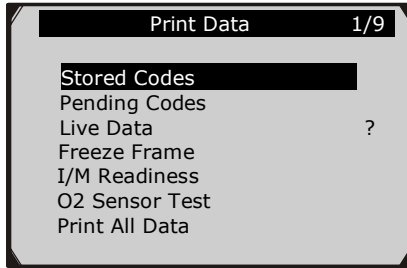 Print Data 1/9
Stored Codes
Pending Codes
Live Data ?
Freeze Frame
I/M Readiness
O2 Sensor Test
Print All Data